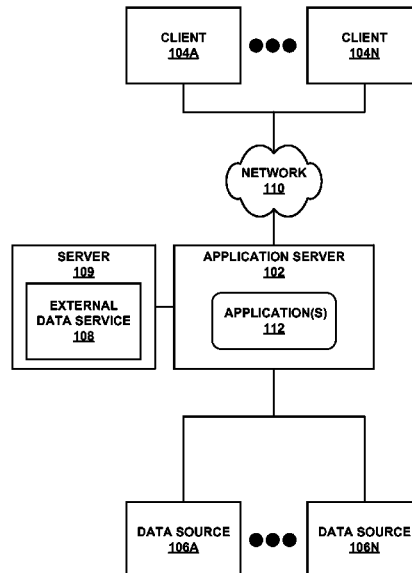 CLIENT
104A
CLIENT
104N
NETWORK
110
SERVER
109
EXTERNAL
DATA SERVICE
108
APPLICATION SERVER
102
APPLICATION(S)
112
DATA SOURCE
106A
DATA SOURCE
106N